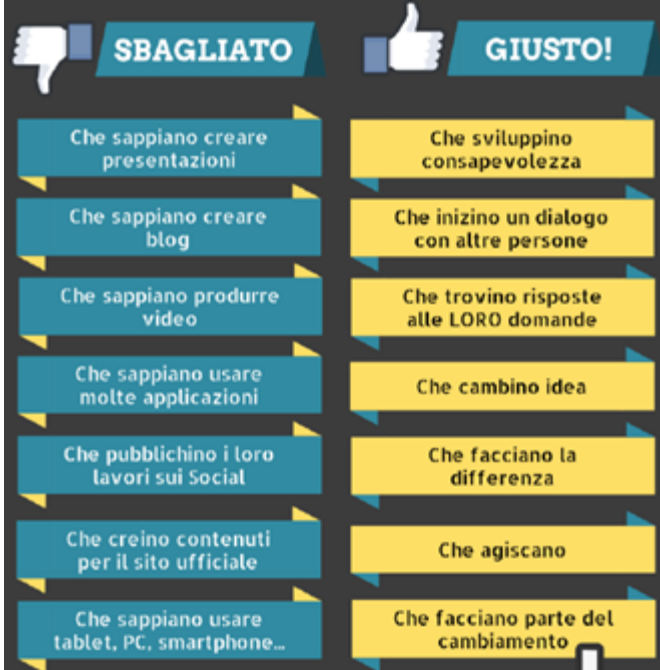 SBAGLIATO
GIUSTO!
Che sappiano creare
presentazioni
Che sviluppino
consapevolezza
Che sappiano creare
blog
Che inizino un dialogo
con altre persone
Che sappiano produrre
video
Che trovino risposte
alle LORO domande
Che sappiano usare
molte applicazioni
Che cambino idea
Che pubblichino i loro
lavori sui Social
Che facciano la
differenza
Che creino contenuti
per il sito ufficiale
Che agiscano
Che sappiano usare
tablet, PC, smartphone...
Che facciano parte del
cambiamento